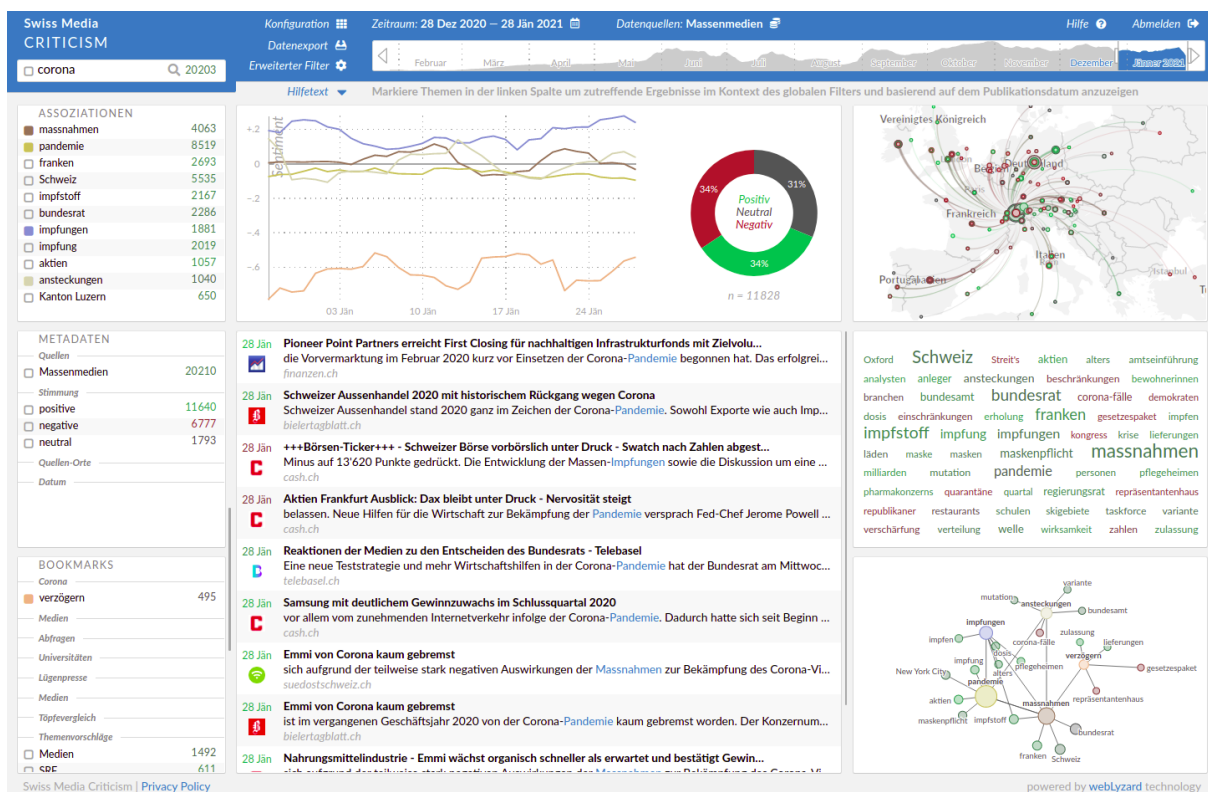 Swiss Media
CRITICISM
corona 20203
Konfiguration
Datenexport
Erweiterter Filter
Zeitraum: 28 Dez 2020 — 28 Jän 2021
Datenquellen: Massenmedien
Hilfe
Abmelden
Februar März April Mai Juni Juli August September Oktober November Dezember Jänner 2021
Hilfetext
Markiere Themen in der linken Spalte um zutreffende Ergebnisse im Kontext des globalen Filters und basierend auf dem Publikationsdatum anzuzeigen
ASSOZIATIONEN
massnahmen 4063
pandemie 8519
franken 2693
Schweiz 5535
impfstoff 2167
bundesrat 2286
impfungen 1881
impfung 2019
aktien 1057
ansteckungen 1040
Kanton Luzern 650
Sentiment
+.2
0
-.2
-.4
-.6
03 Jän 10 Jän 17 Jän 24 Jän
34%
31%
34%
Positiv
Neutral
Negativ
n = 11828
Vereinigtes Königreich
Deutschland
Paris
Frankreich
Italien
Portugal
Istanbul
METADATEN
Quellen
Massenmedien 20210
Stimmung
positive 11640
negative 6777
neutral 1793
Quellen-Orte
Datum
BOOKMARKS
Corona
verzögern 495
Medien
Abfragen
Universitäten
Lügenpresse
Medien
Töpfevergleich
Themenvorschläge
Medien 1492
SRF 611
28 Jän Pioneer Point Partners erreicht First Closing für nachhaltigen Infrastrukturfonds mit Zielvolu...
die Vorvermarktung im Februar 2020 kurz vor Einsetzen der Corona-Pandemie begonnen hat. Das erfolgrei...
finanzen.ch
28 Jän Schweizer Aussenhandel 2020 mit historischem Rückgang wegen Corona
Schweizer Aussenhandel stand 2020 ganz im Zeichen der Corona-Pandemie. Sowohl Exporte wie auch Imp...
bielertagblatt.ch
28 Jän +++Börsen-Ticker+++ - Schweizer Börse vorbörslich unter Druck - Swatch nach Zahlen abgest...
Minus auf 13'620 Punkte gedrückt. Die Entwicklung der Massen-Impfungen sowie die Diskussion um eine ...
cash.ch
28 Jän Aktien Frankfurt Ausblick: Dax bleibt unter Druck - Nervosität steigt
belassen. Neue Hilfen für die Wirtschaft zur Bekämpfung der Pandemie versprach Fed-Chef Jerome Powell ...
cash.ch
28 Jän Reaktionen der Medien zu den Entscheiden des Bundesrats - Telebasel
Eine neue Teststrategie und mehr Wirtschaftshilfen in der Corona-Pandemie hat der Bundesrat am Mittwoc...
telebasel.ch
28 Jän Samsung mit deutlichem Gewinnzuwachs im Schlussquartal 2020
vor allem vom zunehmenden Internetverkehr infolge der Corona-Pandemie. Dadurch hatte sich seit Beginn ...
cash.ch
28 Jän Emmi von Corona kaum gebremst
sich aufgrund der teilweise stark negativen Auswirkungen der Massnahmen zur Bekämpfung des Corona-Vi...
suedostschweiz.ch
28 Jän Emmi von Corona kaum gebremst
ist im vergangenen Geschäftsjahr 2020 von der Corona-Pandemie kaum gebremst worden. Der Konzernum...
bielertagblatt.ch
28 Jän Nahrungsmittelindustrie - Emmi wächst organisch schneller als erwartet und bestätigt Gewin...
sich aufgrund der teilweise stark negativen Auswirkungen der Massnahmen zur Bekämpfung des Corona-Vi...
Oxford Schweiz Streit's aktien alters amtseinführung
analysten anleger ansteckungen beschränkungen bewohnerinnen
branchen bundesamt bundesrat corona-fälle demokraten
dosis einschränkungen erholung franken gesetzespaket impfen
impfstoff impfung impfungen kongress krise lieferungen
läden maske masken maskenpflicht massnahmen
milliarden mutation pandemie personen pflegeheimen
pharmakonzerns quarantäne quartal regierungsrat repräsentantenhaus
republikaner restaurants schulen skigebiete taskforce variante
verschärfung verteilung welle wirksamkeit zahlen zulassung
variante
mutation
ansteckungen
bundesamt
impfungen
impfen
corona-fälle
zulassung
lieferungen
dosis
verzögern
impfung
pflegeheimen
gesetzespaket
New York City
alters
pandemie
repräsentantenhaus
aktien
massnahmen
maskenpflicht
impfstoff
bundesrat
franken
Schweiz
Swiss Media Criticism | Privacy Policy
powered by webLyzard technology